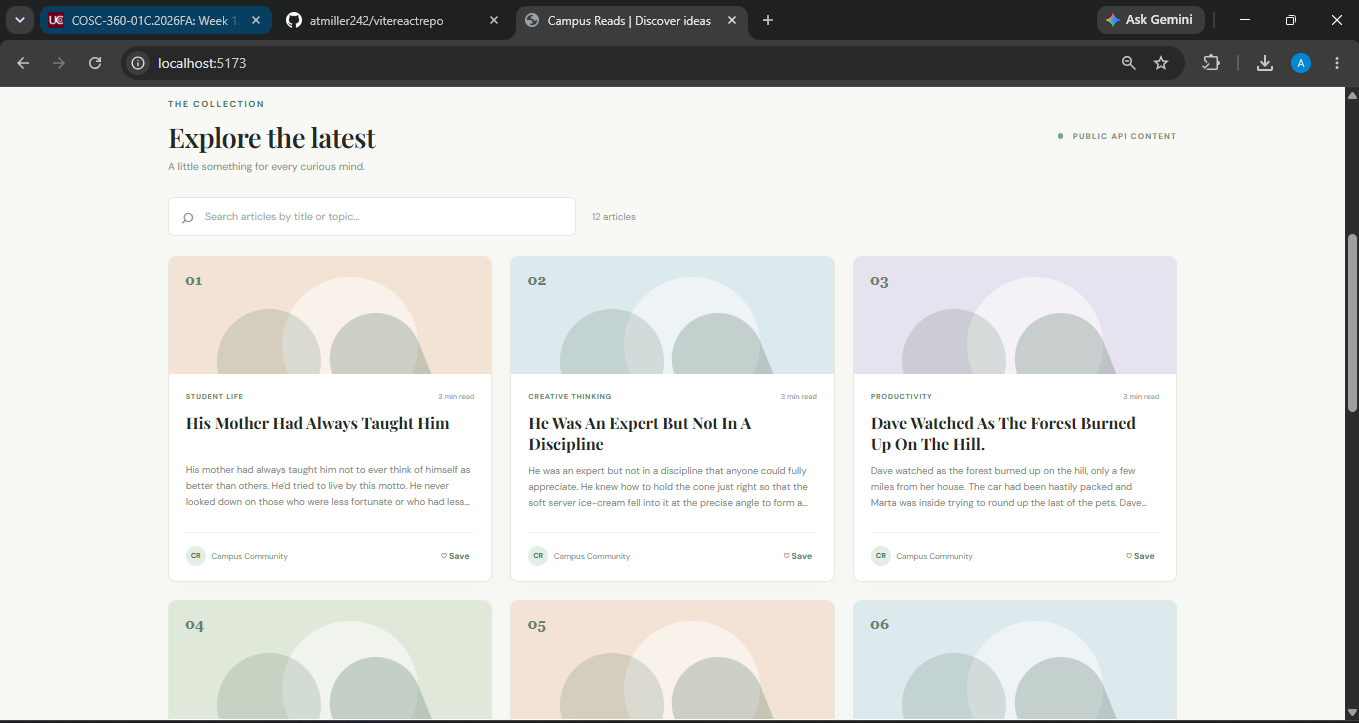 COSC-360-01C.2026FA: Week 1
atmiller242/vitereactrepo
Campus Reads | Discover ideas
Ask Gemini
localhost:5173
A
THE COLLECTION
Explore the latest
PUBLIC API CONTENT
A little something for every curious mind.
Search articles by title or topic...
12 articles
01
STUDENT LIFE
3 min read
His Mother Had Always Taught Him
His mother had always taught him not to ever think of himself as
better than others. He'd tried to live by this motto. He never
looked down on those who were less fortunate or who had less...
CR
Campus Community
♡ Save
02
CREATIVE THINKING
3 min read
He Was An Expert But Not In A
Discipline
He was an expert but not in a discipline that anyone could fully
appreciate. He knew how to hold the cone just right so that the
soft server ice-cream fell into it at the precise angle to form a...
CR
Campus Community
♡ Save
03
PRODUCTIVITY
3 min read
Dave Watched As The Forest Burned
Up On The Hill.
Dave watched as the forest burned up on the hill, only a few
miles from her house. The car had been hastily packed and
Marta was inside trying to round up the last of the pets. Dave...
CR
Campus Community
♡ Save
04
05
06